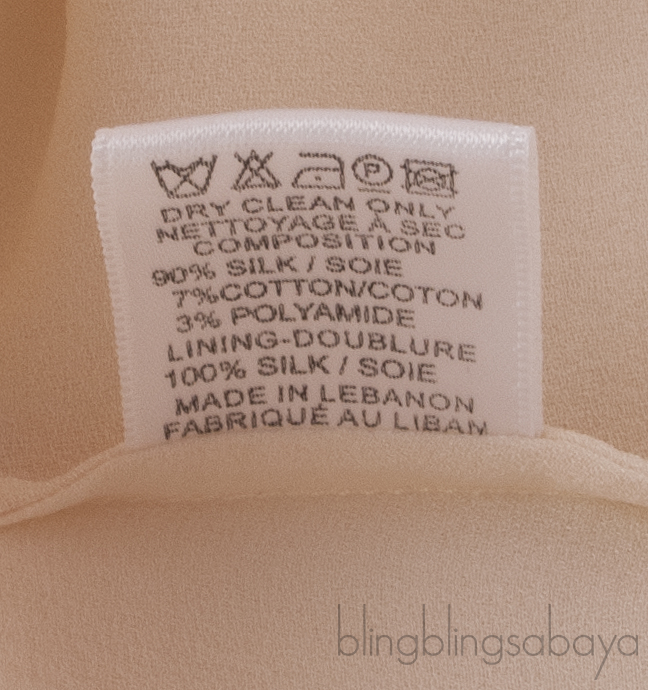 P
DRY CLEAN ONLY
NETTOYAGE À SEC
COMPOSITION
90% SILK / SOIE
7%COTTON/COTON
3% POLYAMIDE
LINING-DOUBLURE
100% SILK / SOIE
MADE IN LEBANON
FABRIQUÉ AU LIBAN
blingblingsabaya